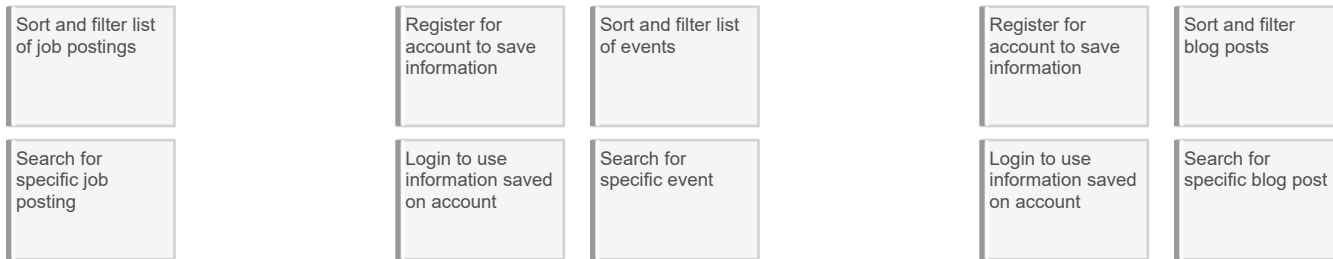 Sort and filter list
of job postings
Register for
account to save
information
Sort and filter list
of events
Register for
account to save
information
Sort and filter
blog posts
Search for
specific job
posting
Login to use
information saved
on account
Search for
specific event
Login to use
information saved
on account
Search for
specific blog post